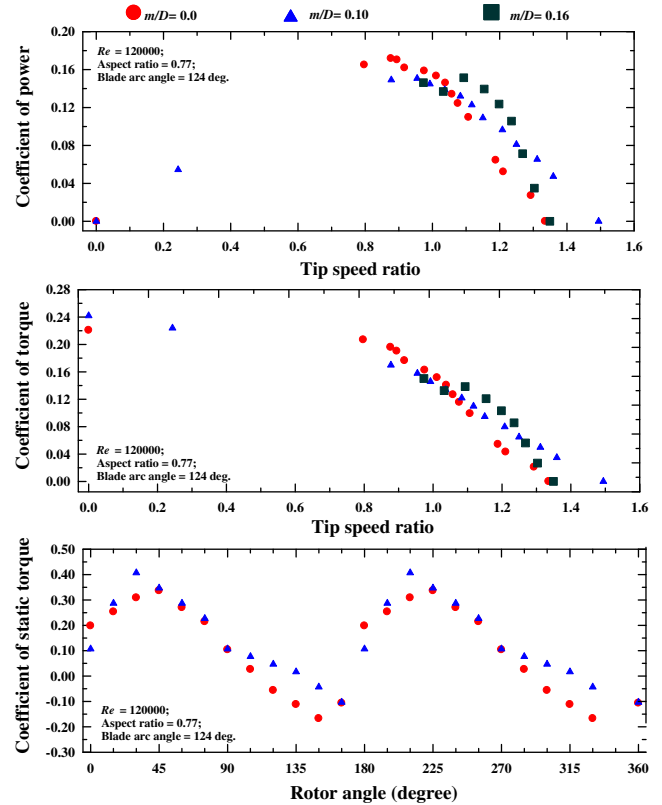 m/D= 0.0 m/D= 0.10 m/D = 0.16
Coefficient of power
0.20
0.16
0.12
0.08
0.04
0.00
Re = 120000;
Aspect ratio = 0.77;
Blade arc angle = 124 deg.
0.0 0.2 0.4 0.6 0.8 1.0 1.2 1.4 1.6
Tip speed ratio
Coefficient of torque
0.28
0.24
0.20
0.16
0.12
0.08
0.04
0.00
Re = 120000;
Aspect ratio = 0.77;
Blade arc angle = 124 deg.
0.0 0.2 0.4 0.6 0.8 1.0 1.2 1.4 1.6
Tip speed ratio
Coefficient of static torque
0.50
0.40
0.30
0.20
0.10
0.00
-0.10
-0.20
-0.30
Re = 120000;
Aspect ratio = 0.77;
Blade arc angle = 124 deg.
0 45 90 135 180 225 270 315 360
Rotor angle (degree)